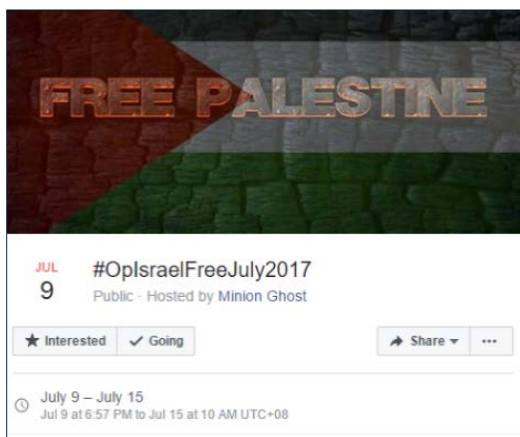 FREE PALESTINE
JUL
9
#OpIsraelFreeJuly2017
Public · Hosted by Minion Ghost
★ Interested ✓ Going Share ▾ ···
July 9 – July 15
Jul 9 at 6:57 PM to Jul 15 at 10 AM UTC+08